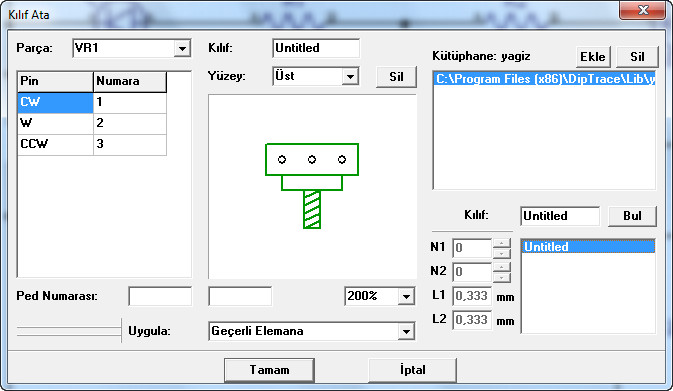 Kılıf Ata
Parça: VR1
Kılıf: Untitled
Kütüphane: yagiz Ekle Sil
Yüzey: Üst Sil
Pin Numara
CW 1
W 2
CCW 3
C:\Program Files (x86)\DipTrace\Lib\y
Kılıf: Untitled Bul
N1 0
N2 0
L1 0,333 mm
L2 0,333 mm
Untitled
Ped Numarası: 200%
Uygula: Geçerli Elemana
Tamam İptal